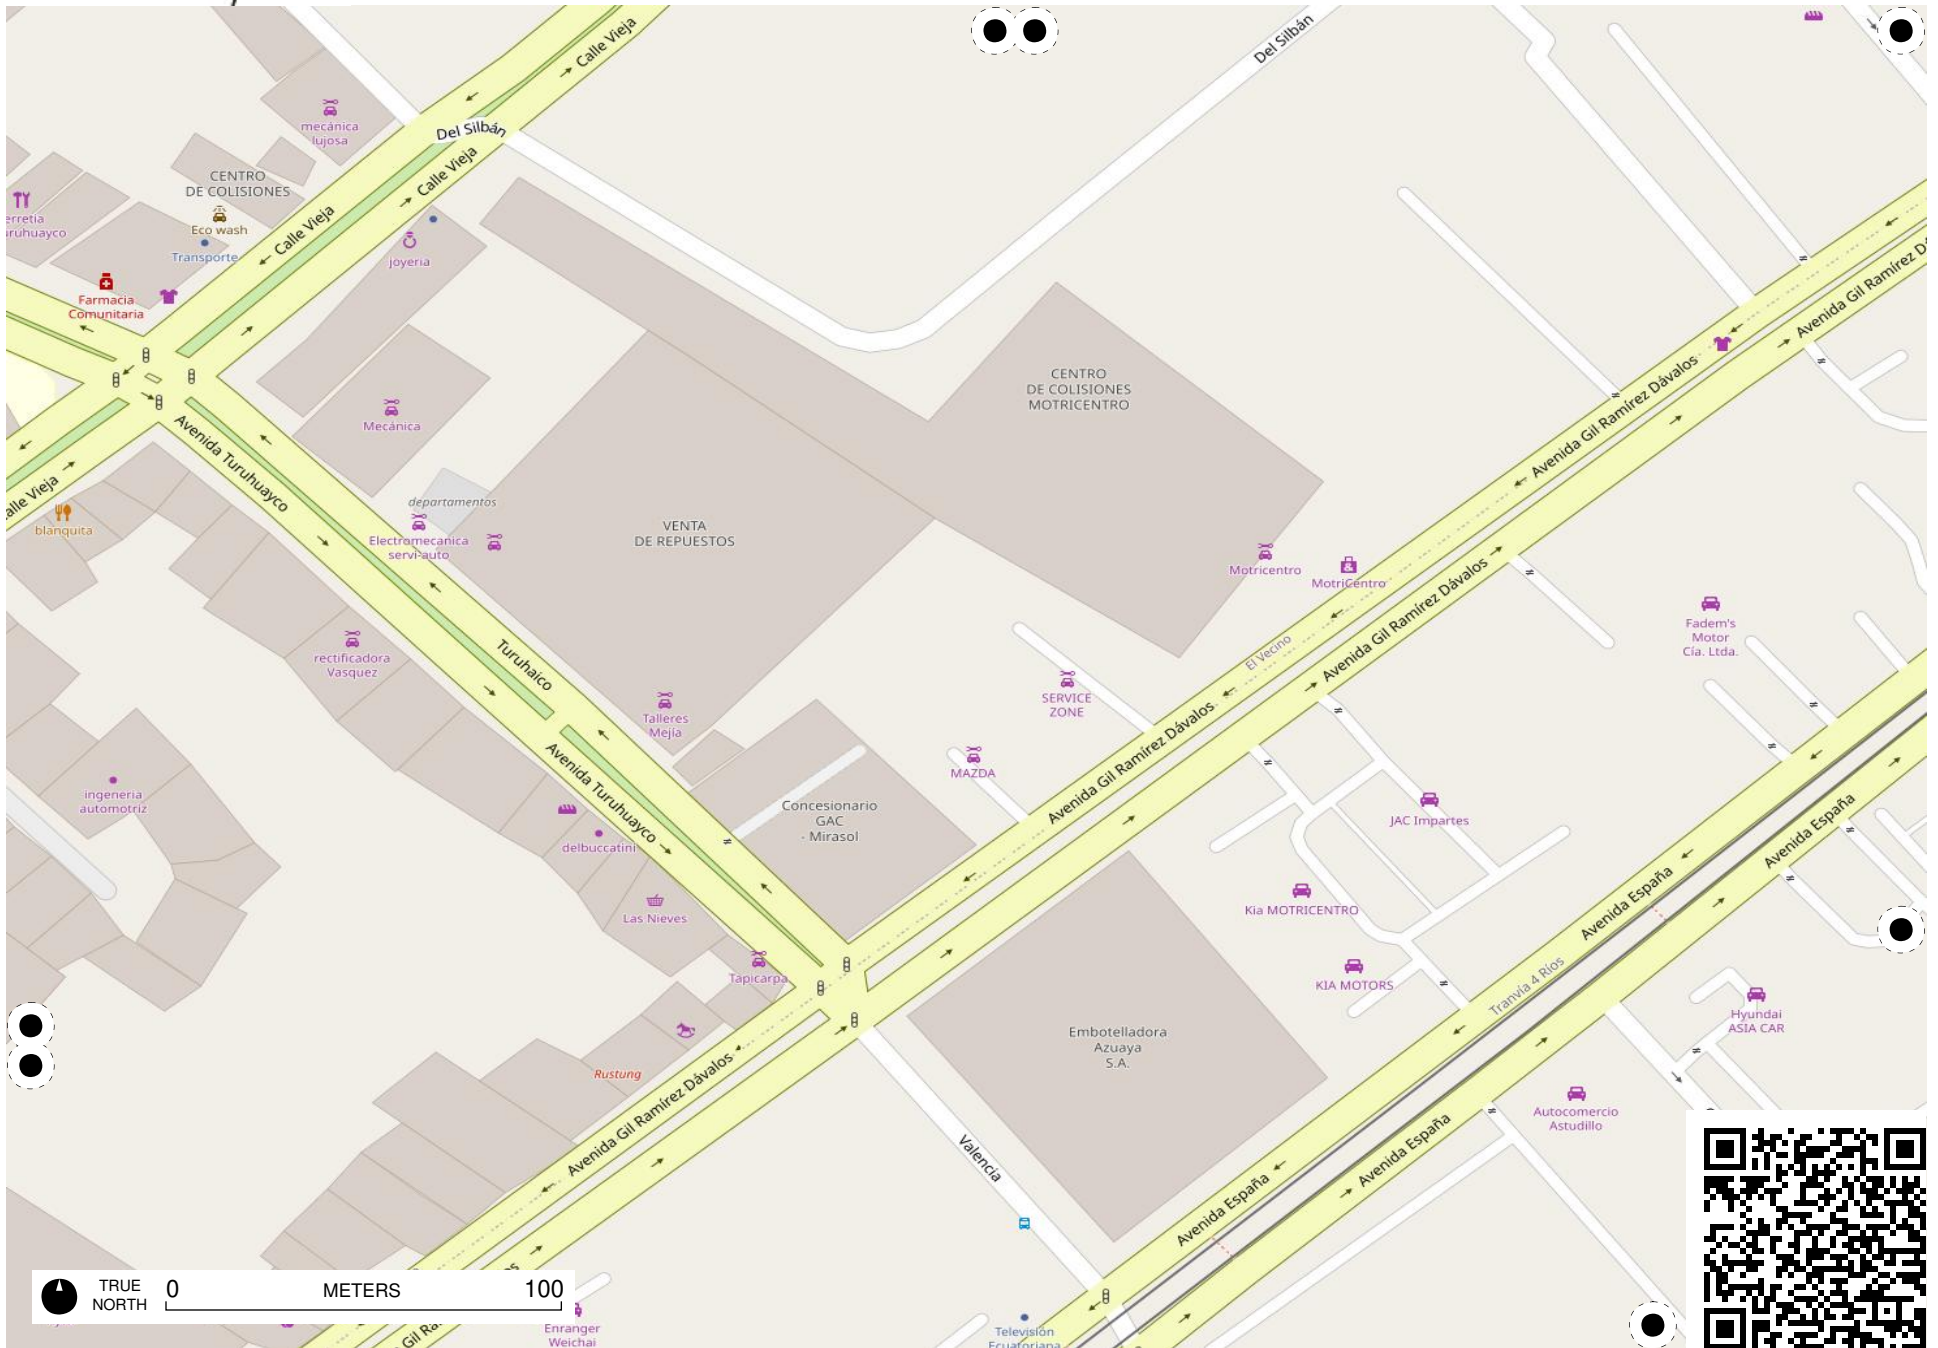 Calle Vieja
Del Silbán
mecánica
lujosa
Del Silbán
Calle Vieja
CENTRO
DE COLISIONES
Eco wash
Transporte
Calle Vieja
joyeria
Farmacia
Comunitaria
Avenida Gil Ramírez
Avenida Gil Ramírez Dávalos
CENTRO
DE COLISIONES
MOTRICENTRO
Mecánica
Avenida Turuhuayco
departamentos
blanquita
Electromecanica
servi-auto
VENTA
DE REPUESTOS
Motricentro
MotriCentro
Avenida Gil Ramírez Dávalos
El Vecino
Fadem's
Motor
Cía. Ltda.
rectificadora
Vasquez
Turuhaico
SERVICE
ZONE
Talleres
Mejía
Avenida Gil Ramírez Dávalos
MAZDA
ingenieria
automotriz
Avenida Turuhuayco
Concesionario
GAC
- Mirasol
JAC Impartes
Avenida España
delbuccatini
Las Nieves
Kia MOTRICENTRO
Avenida España
Tapicarpa
KIA MOTORS
Tranvía 4 Ríos
Hyundai
ASIA CAR
Embotelladora
Azuaya
S.A.
Rustung
Avenida Gil Ramírez Dávalos
Autocomercio
Astudillo
Valencia
Avenida España
Avenida España
TRUE
NORTH
0 METERS 100
Enranger
Weichai
Televisión